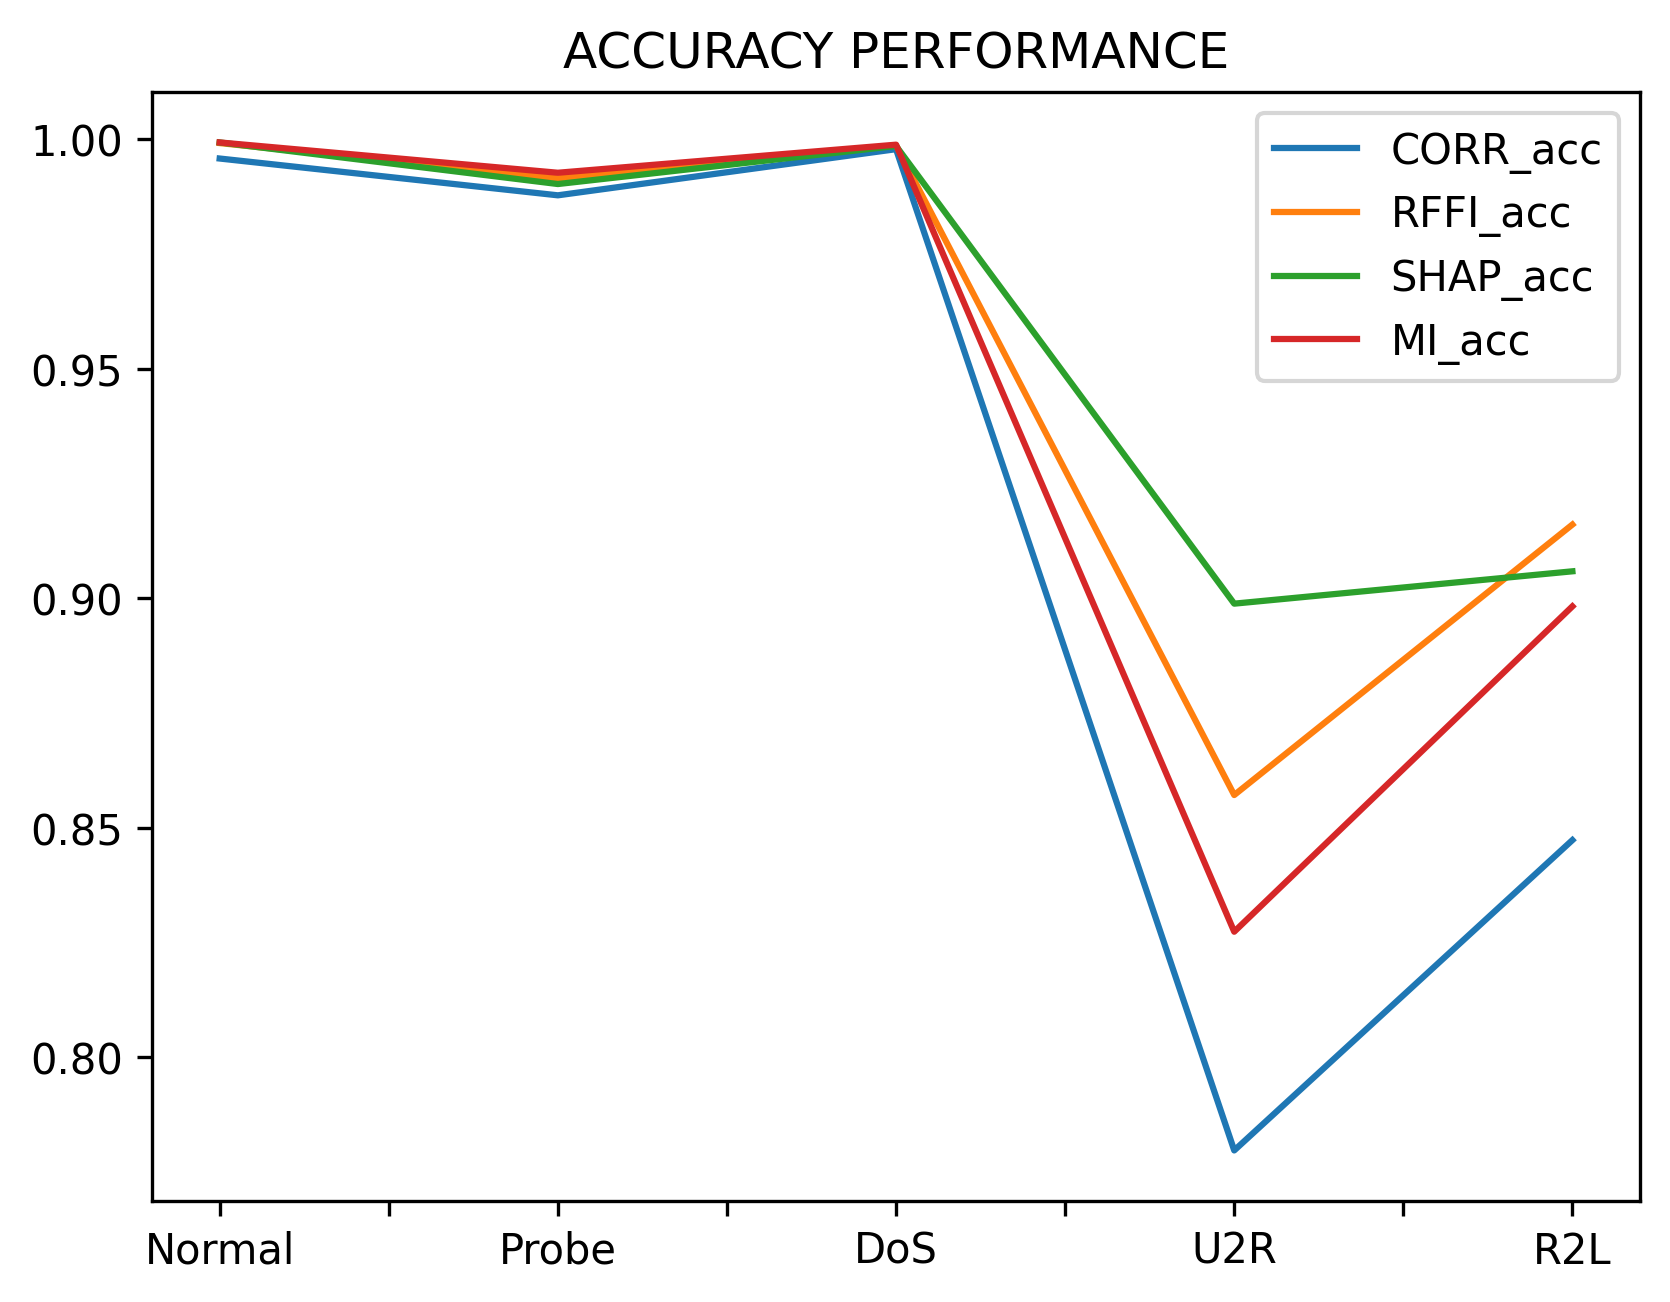 ACCURACY PERFORMANCE
CORR_acc
RFFI_acc
SHAP_acc
MI_acc
1.00
0.95
0.90
0.85
0.80
Normal Probe DoS U2R R2L